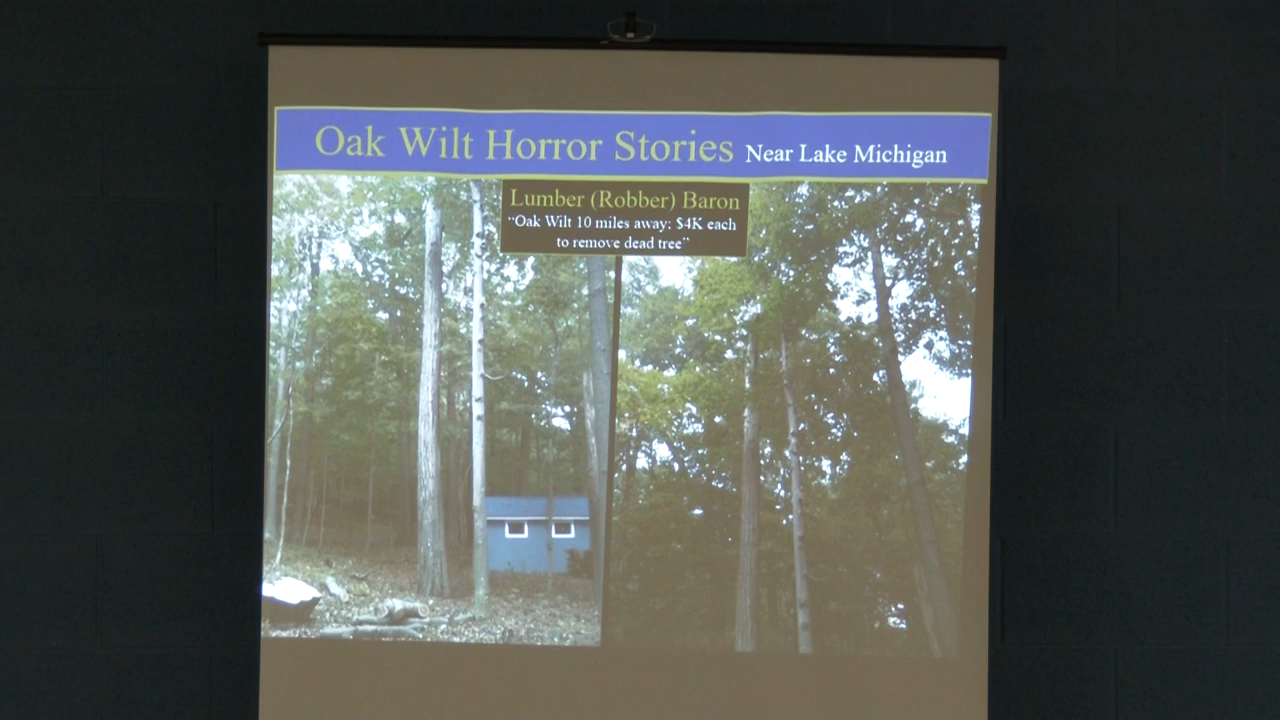 Oak Wilt Horror Stories Near Lake Michigan
Lumber (Robber) Baron
“Oak Wilt 10 miles away; $4K each
to remove dead tree”